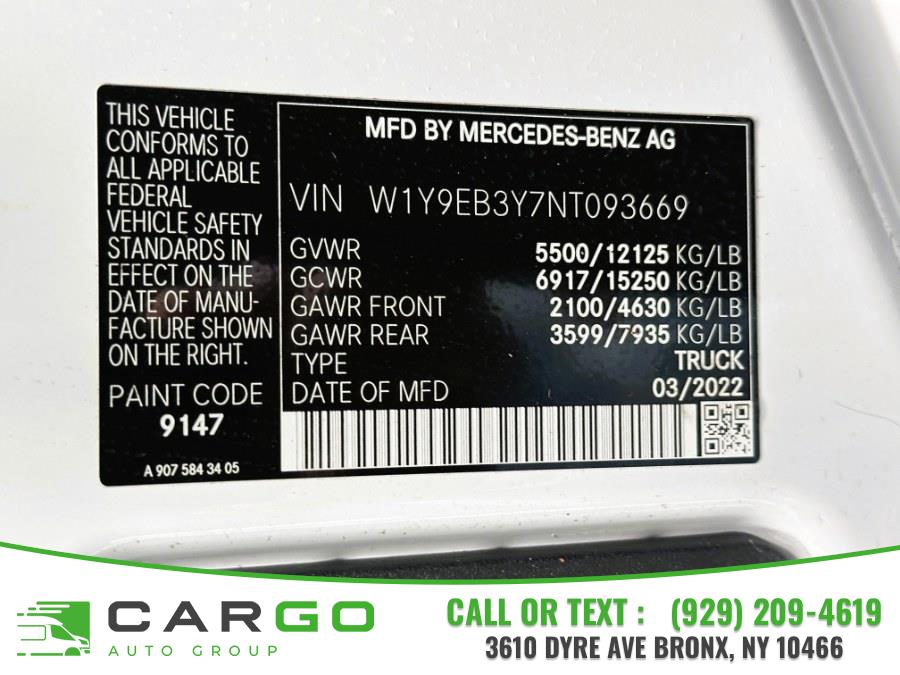 THIS VEHICLE
CONFORMS TO
ALL APPLICABLE
FEDERAL
VEHICLE SAFETY
STANDARDS IN
EFFECT ON THE
DATE OF MANU-
FACTURE SHOWN
ON THE RIGHT.
PAINT CODE
9147
A 907 584 34 05
MFD BY MERCEDES-BENZ AG
VIN W1Y9EB3Y7NT093669
GVWR 5500/12125 KG/LB
GCWR 6917/15250 KG/LB
GAWR FRONT 2100/4630 KG/LB
GAWR REAR 3599/7935 KG/LB
TYPE TRUCK
DATE OF MFD 03/2022
CARGO
AUTO GROUP
CALL OR TEXT : (929) 209-4619
3610 DYRE AVE BRONX, NY 10466